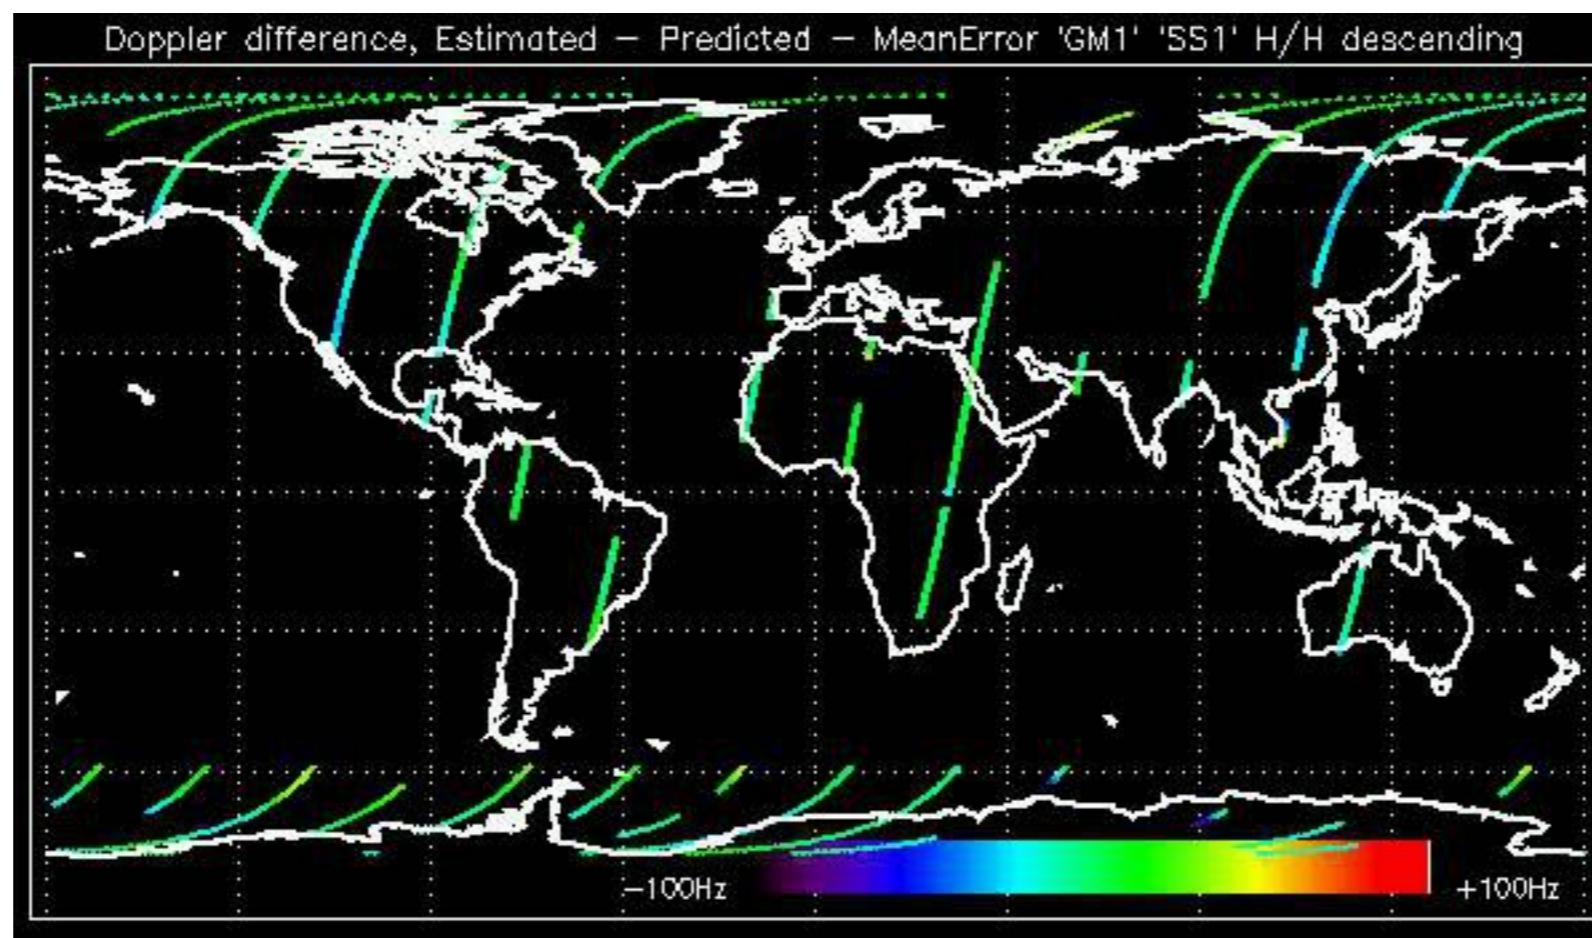 Doppler difference, Estimated – Predicted – MeanError 'GM1' 'SS1' H/H descending
–100Hz
+100Hz